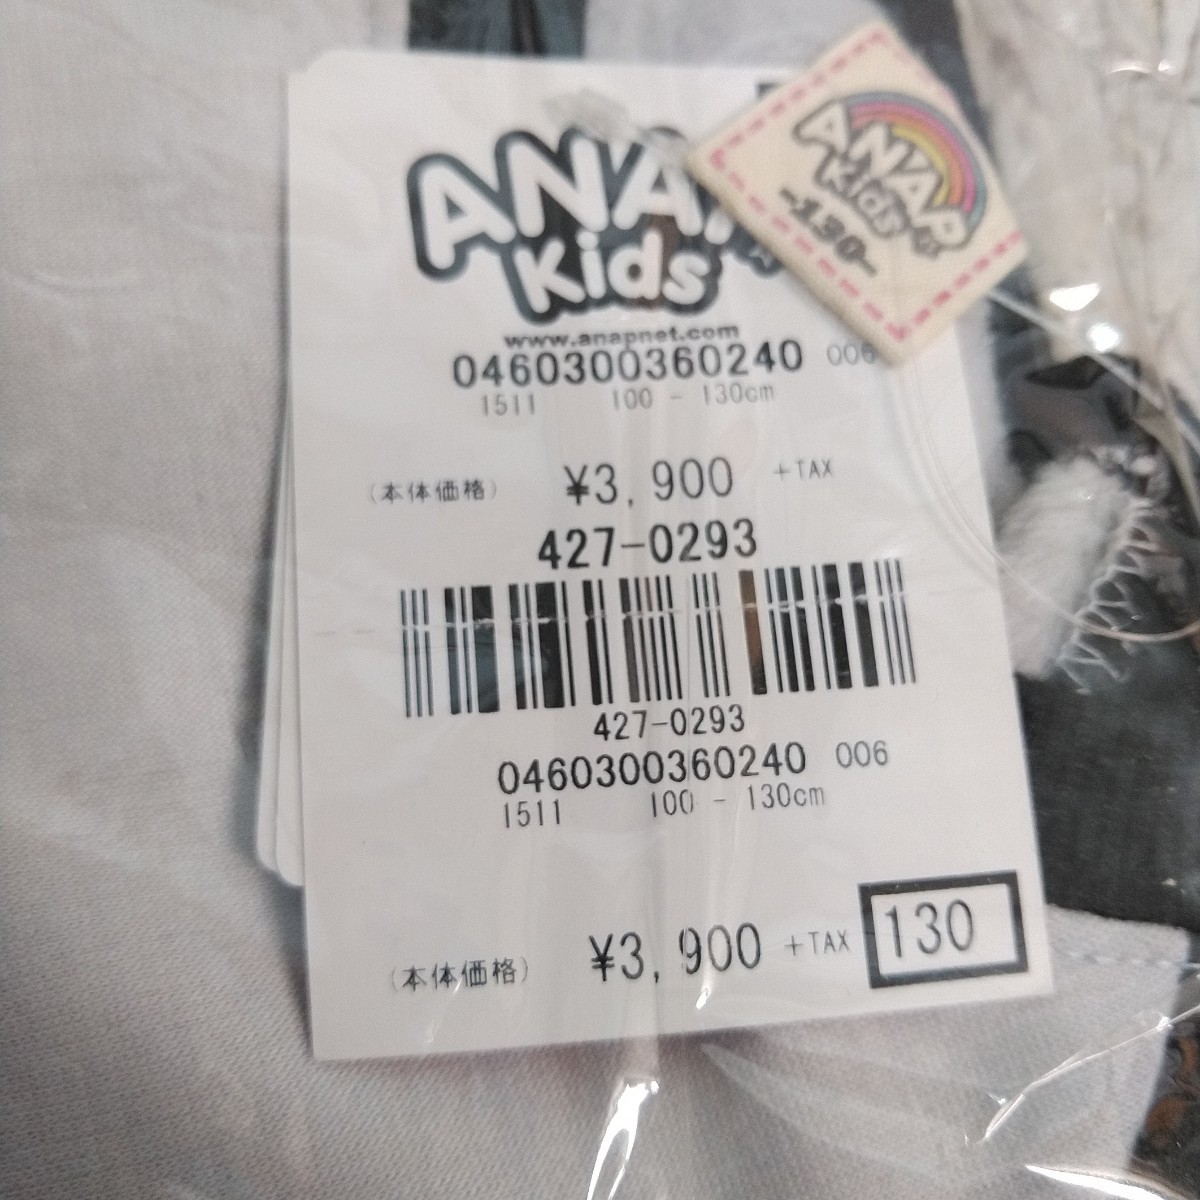 ANAP
Kids
ANAP
Kids
-130-
www.anapnet.com
0460300360240 006
1511 100 - 130cm
(本体価格) ¥3,900 +TAX
427-0293
427-0293
0460300360240 006
1511 100 - 130cm
(本体価格) ¥3,900 +TAX 130